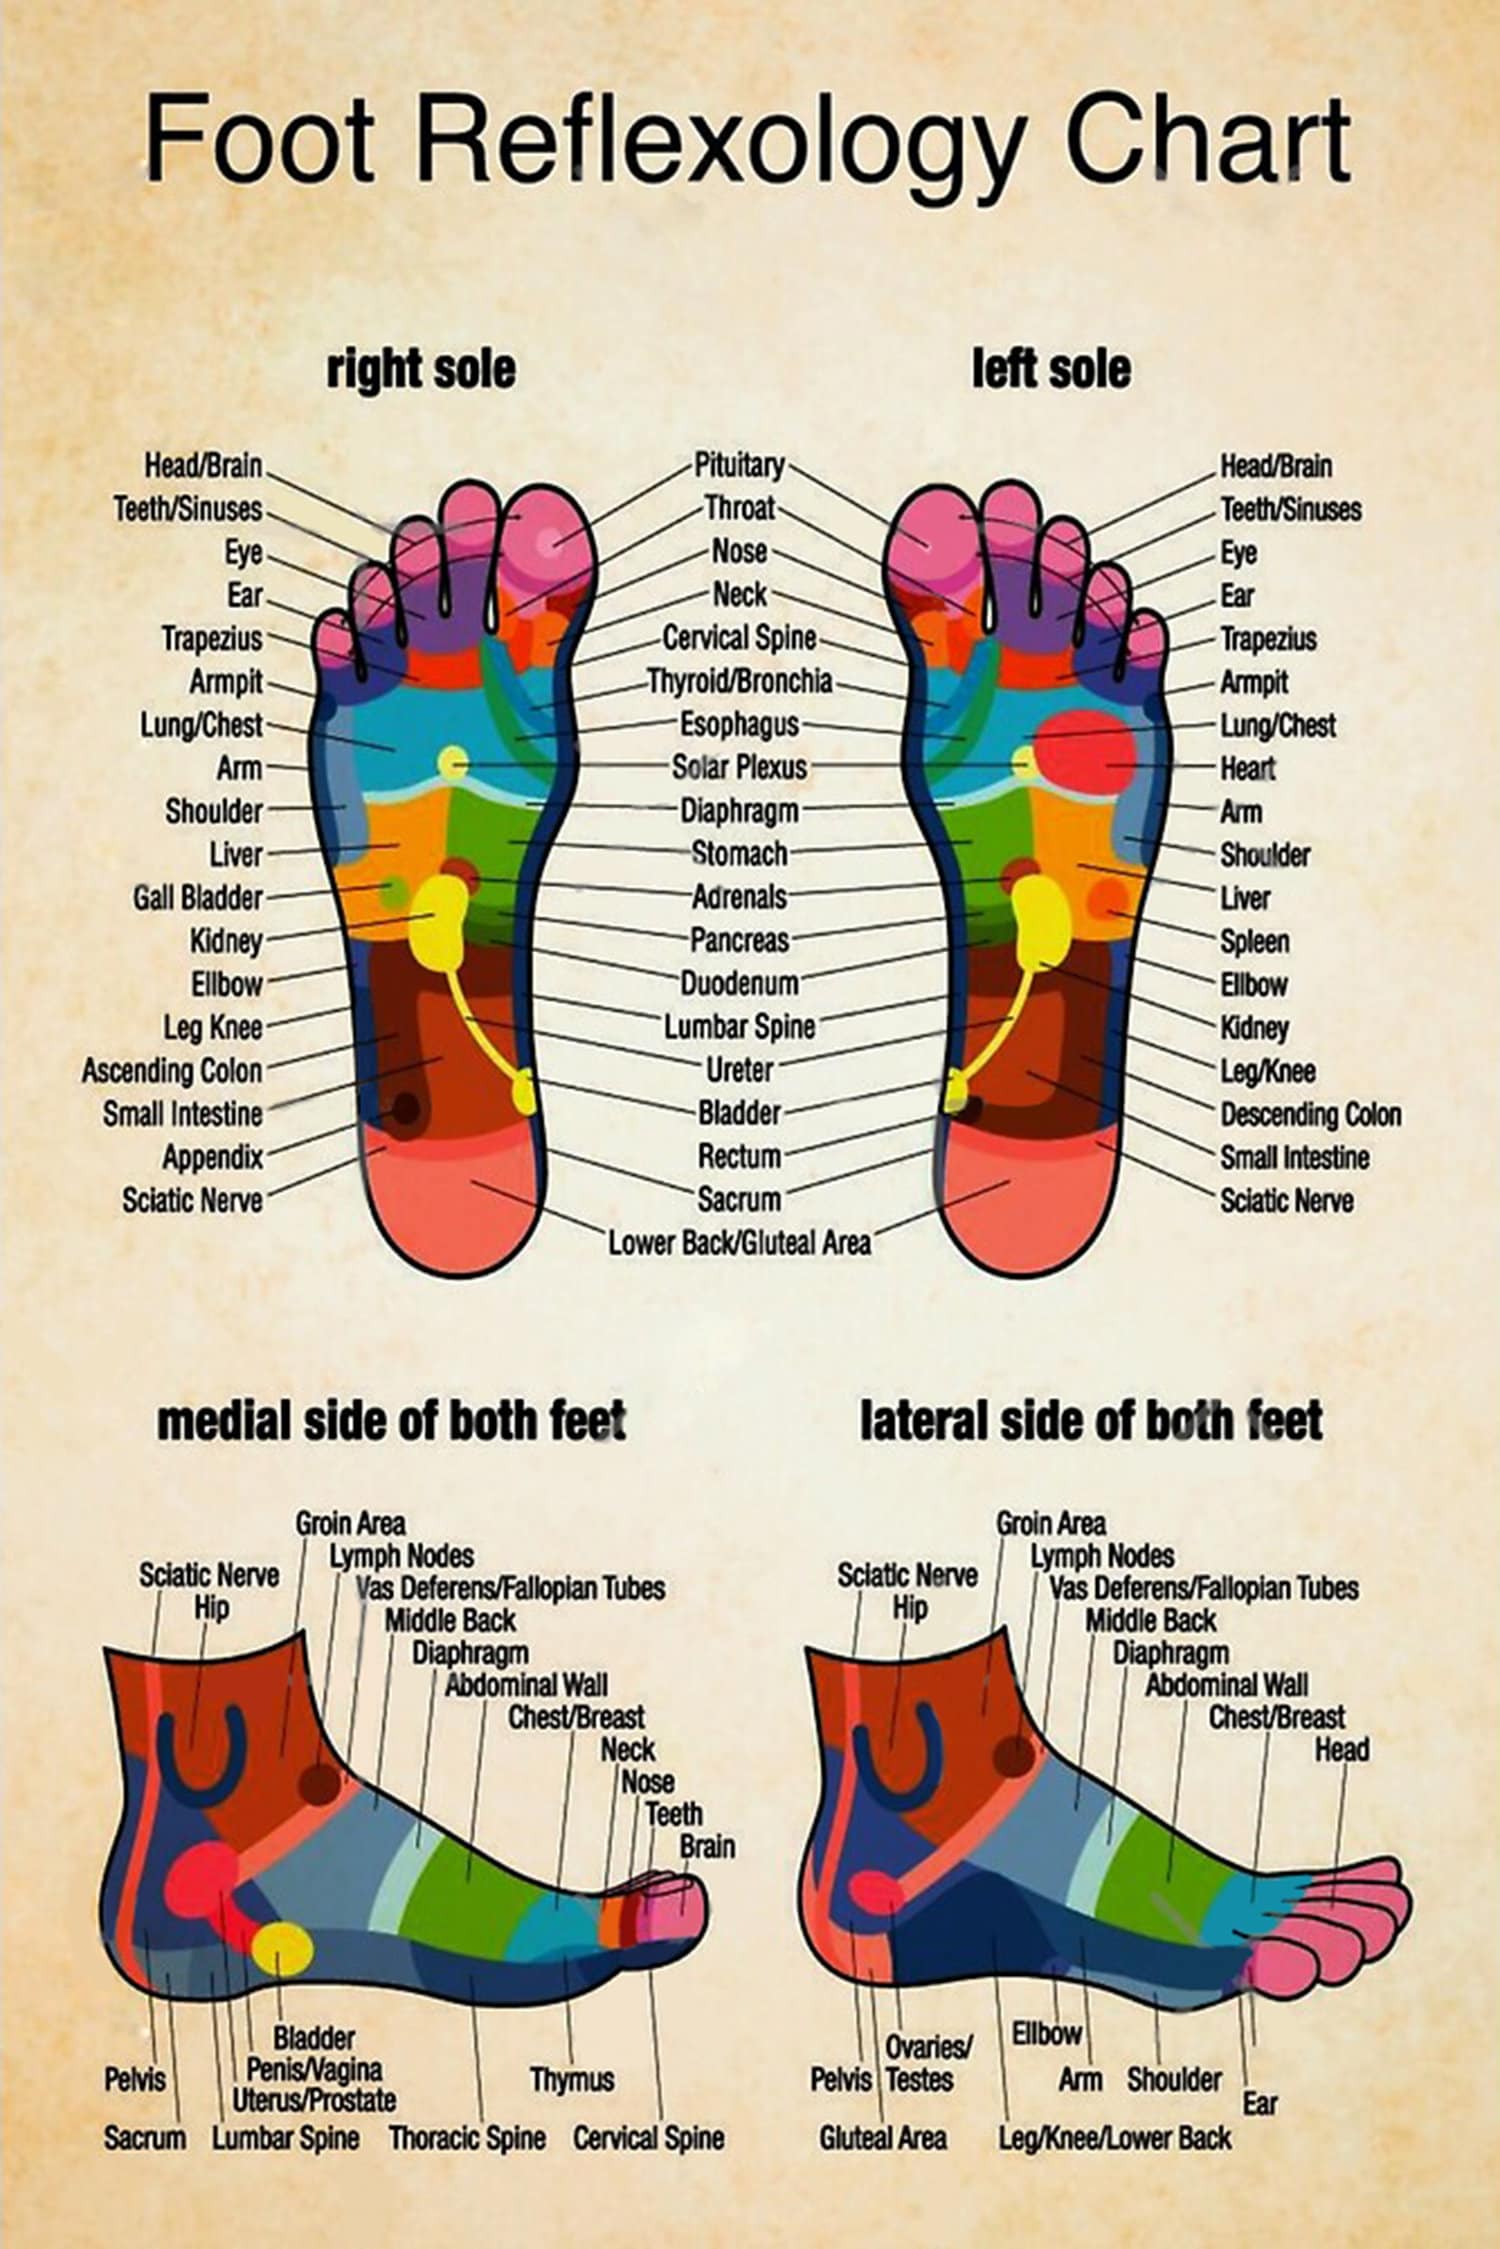 Foot Reflexology Chart
right sole
left sole
Head/Brain
Teeth/Sinuses
Eye
Ear
Trapezius
Armpit
Lung/Chest
Arm
Shoulder
Liver
Gall Bladder
Kidney
Ellbow
Leg Knee
Ascending Colon
Small Intestine
Appendix
Sciatic Nerve
Pituitary
Throat
Nose
Neck
Cervical Spine
Thyroid/Bronchia
Esophagus
Solar Plexus
Diaphragm
Stomach
Adrenals
Pancreas
Duodenum
Lumbar Spine
Ureter
Bladder
Rectum
Sacrum
Lower Back/Gluteal Area
Head/Brain
Teeth/Sinuses
Eye
Ear
Trapezius
Armpit
Lung/Chest
Heart
Arm
Shoulder
Liver
Spleen
Ellbow
Kidney
Leg/Knee
Descending Colon
Small Intestine
Sciatic Nerve
medial side of both feet
Groin Area
Lymph Nodes
Sciatic Nerve
Vas Deferens/Fallopian Tubes
Hip
Middle Back
Diaphragm
Abdominal Wall
Chest/Breast
Neck
Nose
Teeth
Brain
Bladder
Pelvis
Penis/Vagina
Thymus
Uterus/Prostate
Sacrum
Lumbar Spine
Thoracic Spine
Cervical Spine
lateral side of both feet
Groin Area
Lymph Nodes
Sciatic Nerve
Vas Deferens/Fallopian Tubes
Hip
Middle Back
Diaphragm
Abdominal Wall
Chest/Breast
Head
Ellbow
Ovaries/
Testes
Pelvis
Arm
Shoulder
Ear
Gluteal Area
Leg/Knee/Lower Back